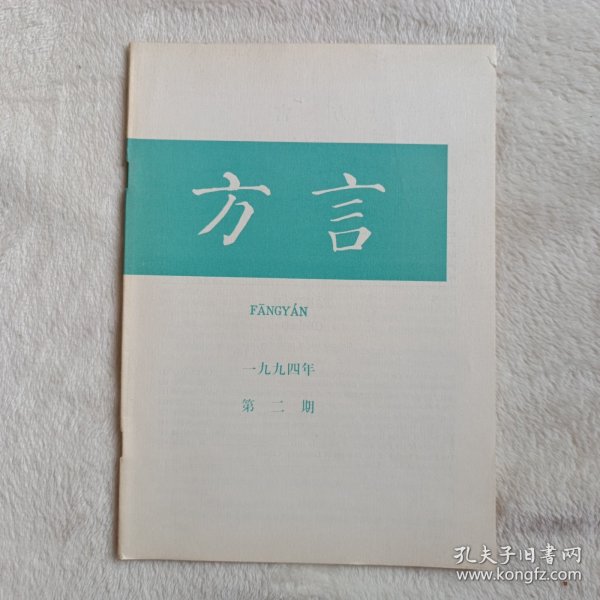 方言
FĀNGYÁN
一九九四年
第二期
孔夫子旧书网
www.kongfz.com